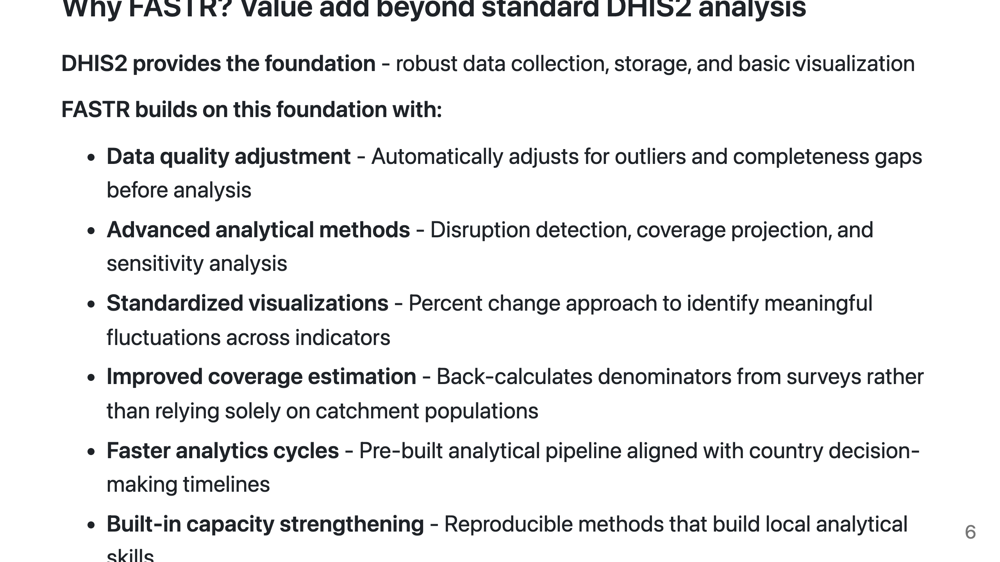 Why FASTR? Value add beyond standard DHIS2 analysis
DHIS2 provides the foundation - robust data collection, storage, and basic visualization
FASTR builds on this foundation with:
• Data quality adjustment - Automatically adjusts for outliers and completeness gaps
before analysis
• Advanced analytical methods - Disruption detection, coverage projection, and
sensitivity analysis
• Standardized visualizations - Percent change approach to identify meaningful
fluctuations across indicators
• Improved coverage estimation - Back-calculates denominators from surveys rather
than relying solely on catchment populations
• Faster analytics cycles - Pre-built analytical pipeline aligned with country decision-
making timelines
• Built-in capacity strengthening - Reproducible methods that build local analytical
skills
6